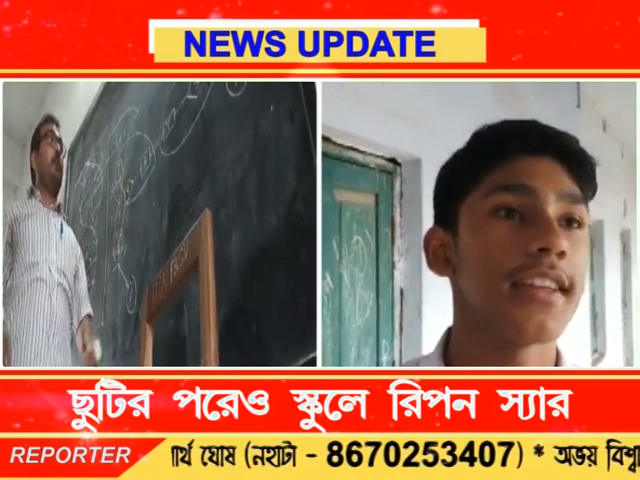 NEWS UPDATE
ছুটির পরেও স্কুলে রিপন স্যার
REPORTER - র্থ ঘোষ (নহাটা - 8670253407) * অভয় বিশ্বা